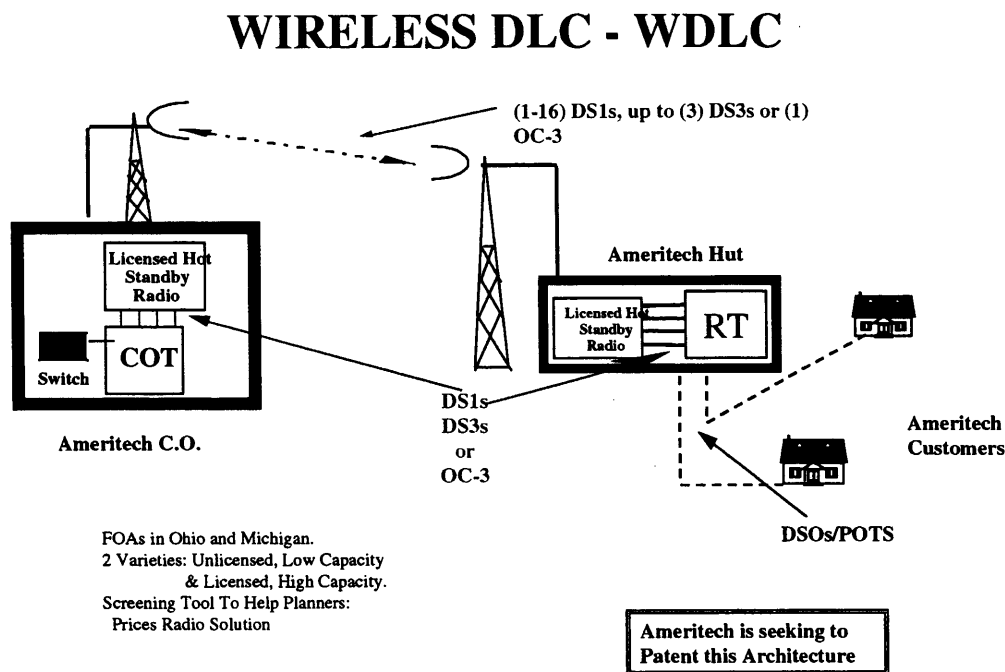 WIRELESS DLC - WDLC
(1-16) DS1s, up to (3) DS3s or (1)
OC-3
Ameritech Hut
Licensed Hot
Standby
Radio
COT
Switch
Ameritech C.O.
Licensed Hot
Standby
Radio
RT
DS1s
DS3s
or
OC-3
Ameritech
Customers
DSOs/POTS
FOAs in Ohio and Michigan.
2 Varieties: Unlicensed, Low Capacity
& Licensed, High Capacity.
Screening Tool To Help Planners:
Prices Radio Solution
Ameritech is seeking to
Patent this Architecture